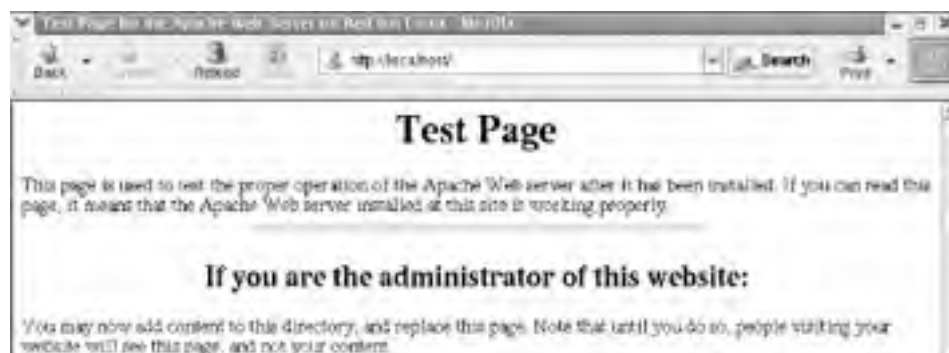 Test Page for the Apache Web Server on Red Hat Linux - Mozilla
Back Reload http://localhost/ Search Print
Test Page
This page is used to test the proper operation of the Apache Web server after it has been installed. If you can read this
page, it means that the Apache Web server installed at this site is working properly.
If you are the administrator of this website:
You may now add content to this directory, and replace this page. Note that until you do so, people visiting your
website will see this page, and not your content.